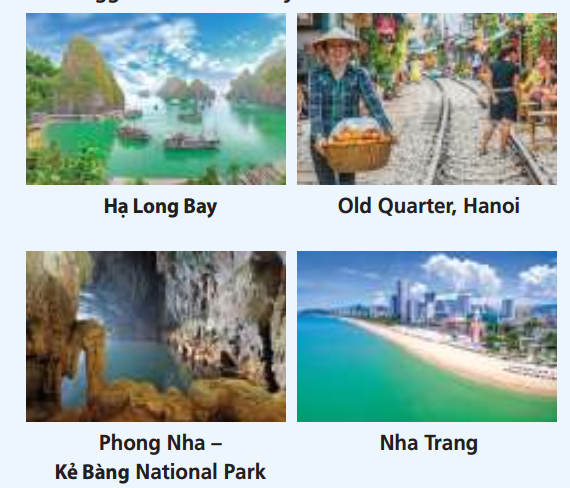 Hạ Long Bay
Old Quarter, Hanoi
Phong Nha –
Kẻ Bàng National Park
Nha Trang